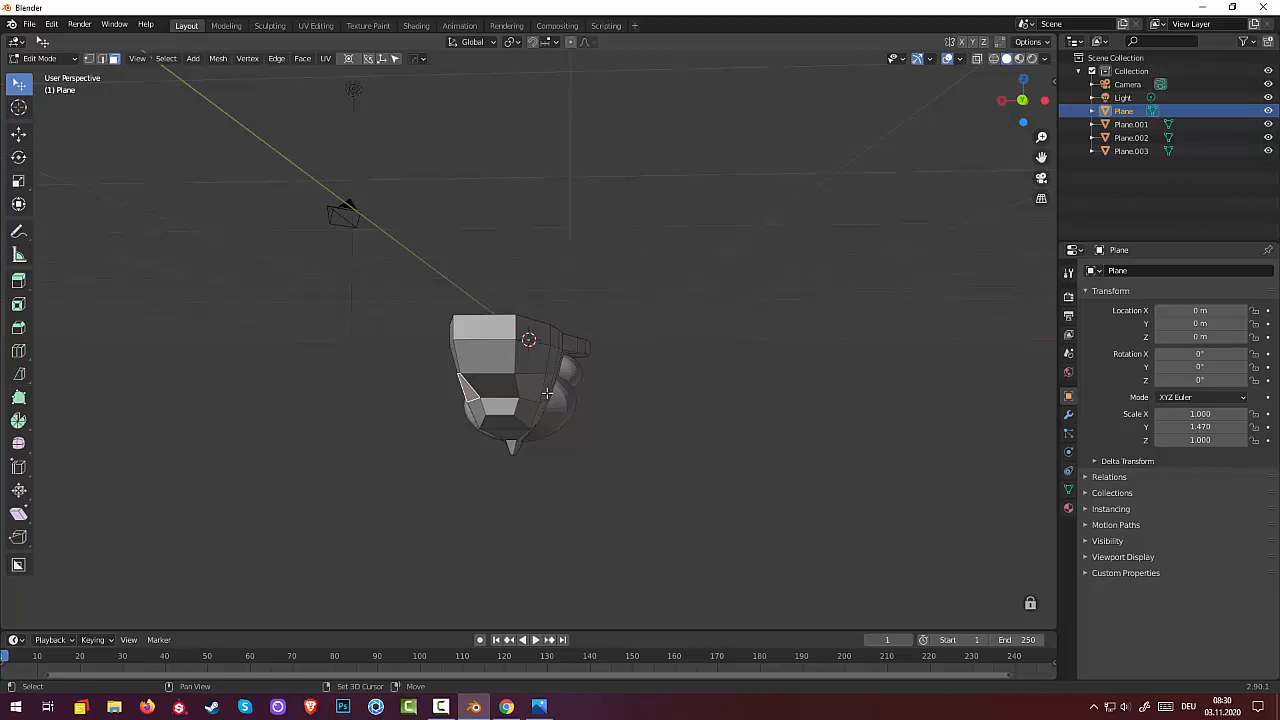 Blender
File Edit Render Window Help Layout Modeling Sculpting UV Editing Texture Paint Shading Animation Rendering Compositing Scripting + Scene View Layer
Global X Y Z Options
Edit Mode View Select Add Mesh Vertex Edge Face UV
User Perspective
(1) Plane
Z
Y
Scene Collection
Collection
Camera
Light
Plane
Plane.001
Plane.002
Plane.003
Plane
Plane
Transform
Location X 0 m
Y 0 m
Z 0 m
Rotation X 0°
Y 0°
Z 0°
Mode XYZ Euler
Scale X 1.000
Y 1.470
Z 1.000
Delta Transform
Relations
Collections
Instancing
Motion Paths
Visibility
Viewport Display
Custom Properties
Playback Keying View Marker 1 Start 1 End 250
10 20 30 40 50 60 70 80 90 100 110 120 130 140 150 160 170 180 190 200 210 220 230 240
Select Pan View Set 3D Cursor Move 2.90.1
DEU 08:30
03.11.2020